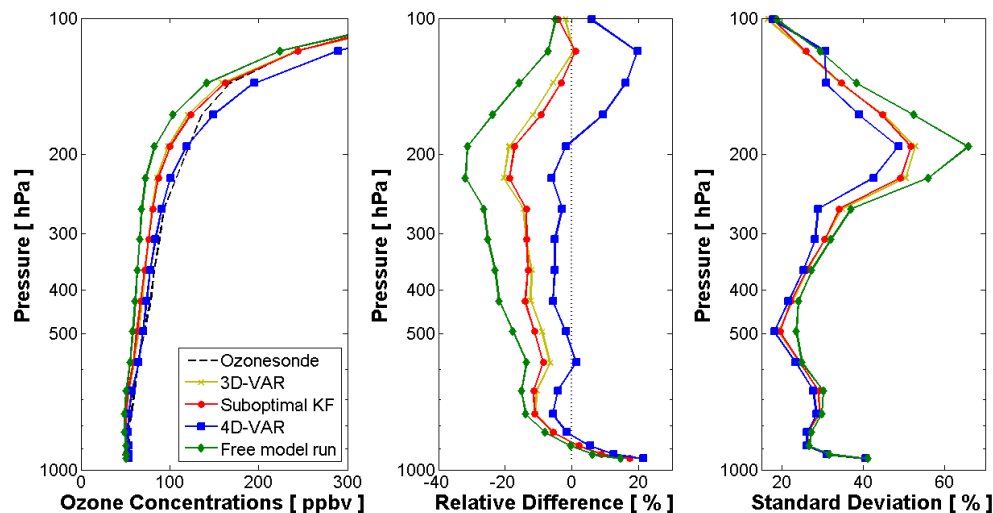 100
200
300
400
500
1000
Pressure [ hPa]
0
100
200
300
Ozone Concentrations [ ppbv]
Ozonesonde
3D-VAR
Suboptimal KF
4D-VAR
Free model run
100
200
300
400
500
1000
Pressure [ hPa]
-40
-20
0
20
Relative Difference [ %]
100
200
300
400
500
1000
Pressure [ hPa]
20
40
60
Standard Deviation [ %]